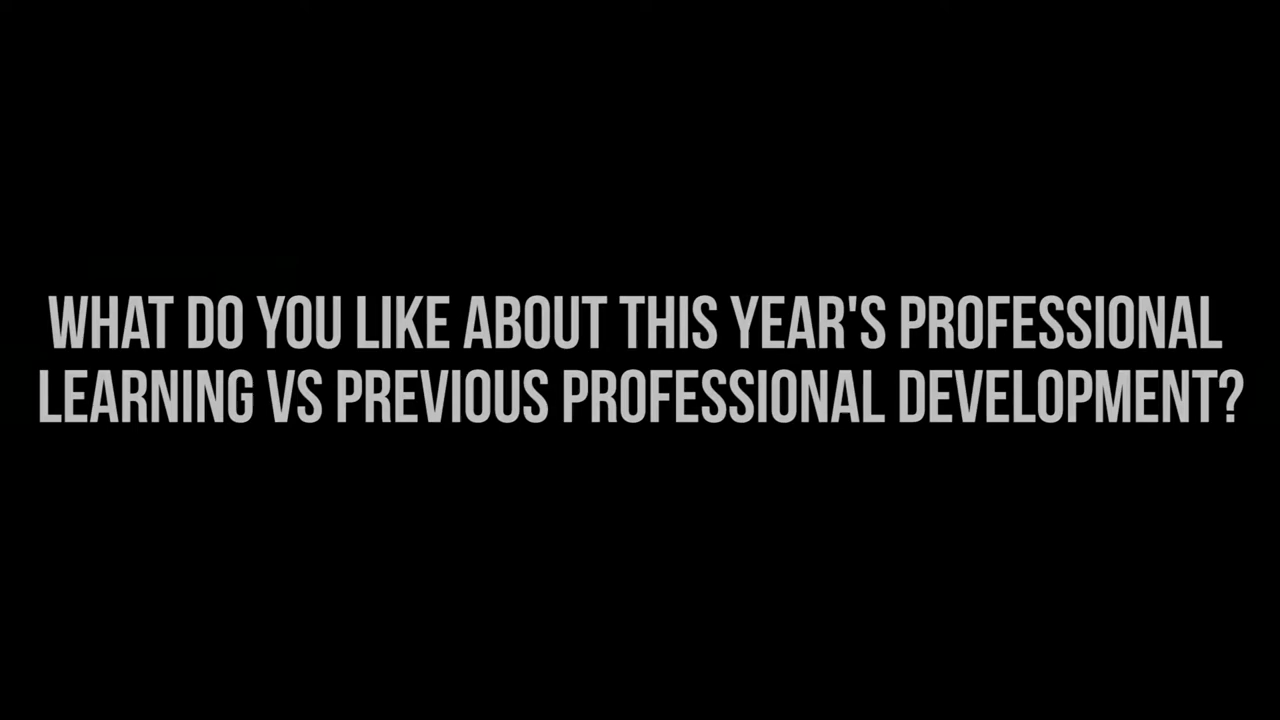 WHAT DO YOU LIKE ABOUT THIS YEAR'S PROFESSIONAL
LEARNING VS PREVIOUS PROFESSIONAL DEVELOPMENT?